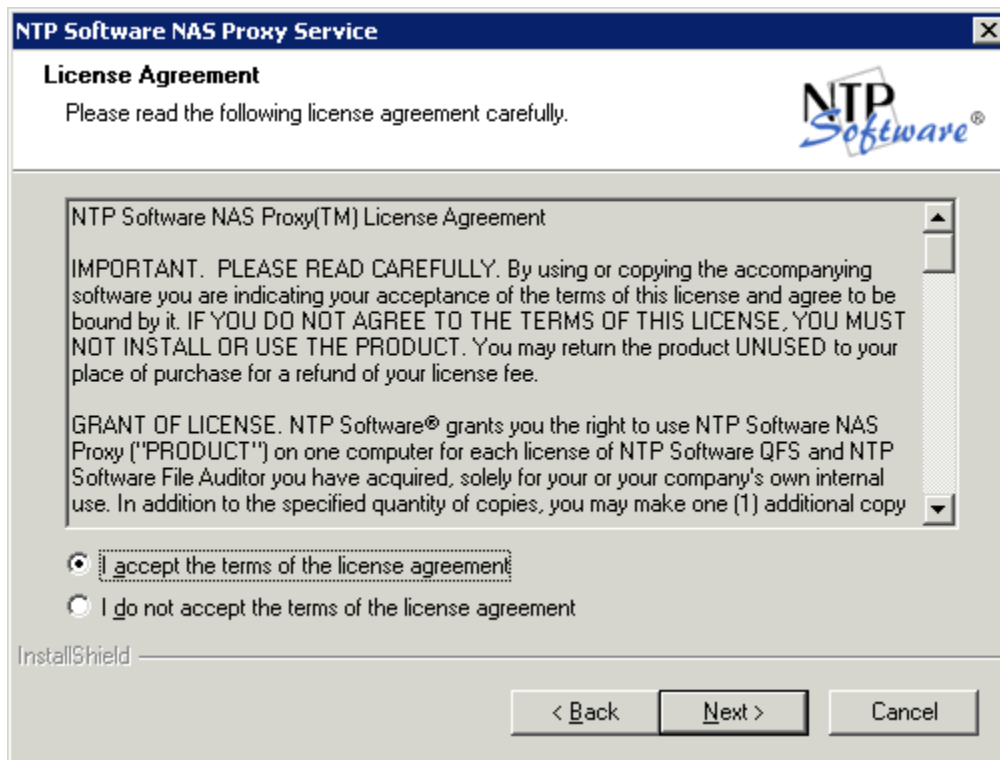 NTP Software NAS Proxy Service
License Agreement
Please read the following license agreement carefully.
NTP
Software®
NTP Software NAS Proxy(TM) License Agreement
IMPORTANT.  PLEASE READ CAREFULLY. By using or copying the accompanying
software you are indicating your acceptance of the terms of this license and agree to be
bound by it. IF YOU DO NOT AGREE TO THE TERMS OF THIS LICENSE, YOU MUST
NOT INSTALL OR USE THE PRODUCT. You may return the product UNUSED to your
place of purchase for a refund of your license fee.
GRANT OF LICENSE. NTP Software® grants you the right to use NTP Software NAS
Proxy ("PRODUCT") on one computer for each license of NTP Software QFS and NTP
Software File Auditor you have acquired, solely for your or your company's own internal
use. In addition to the specified quantity of copies, you may make one (1) additional copy
I accept the terms of the license agreement
I do not accept the terms of the license agreement
InstallShield
< Back
Next >
Cancel